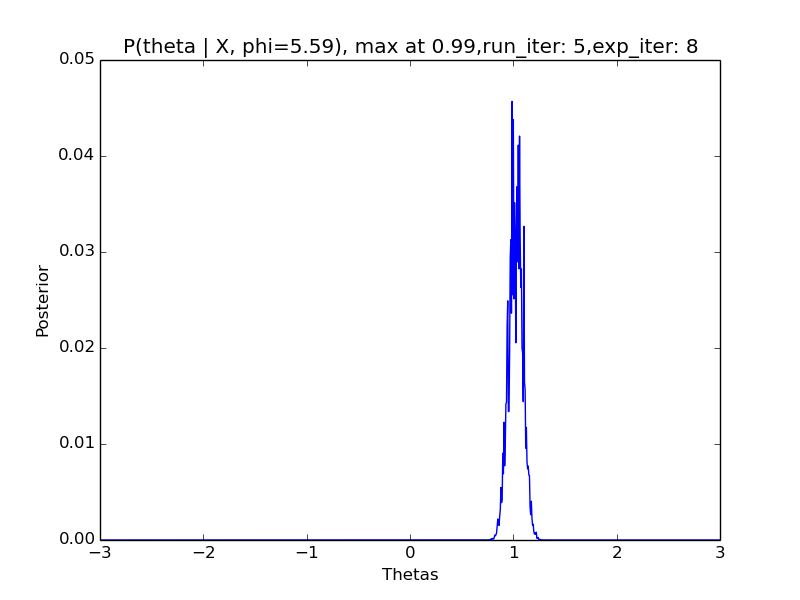 P(theta | X, phi=5.59), max at 0.99,run_iter: 5,exp_iter: 8
0.05
0.04
0.03
0.02
0.01
0.00
Posterior
−3 −2 −1 0 1 2 3
Thetas